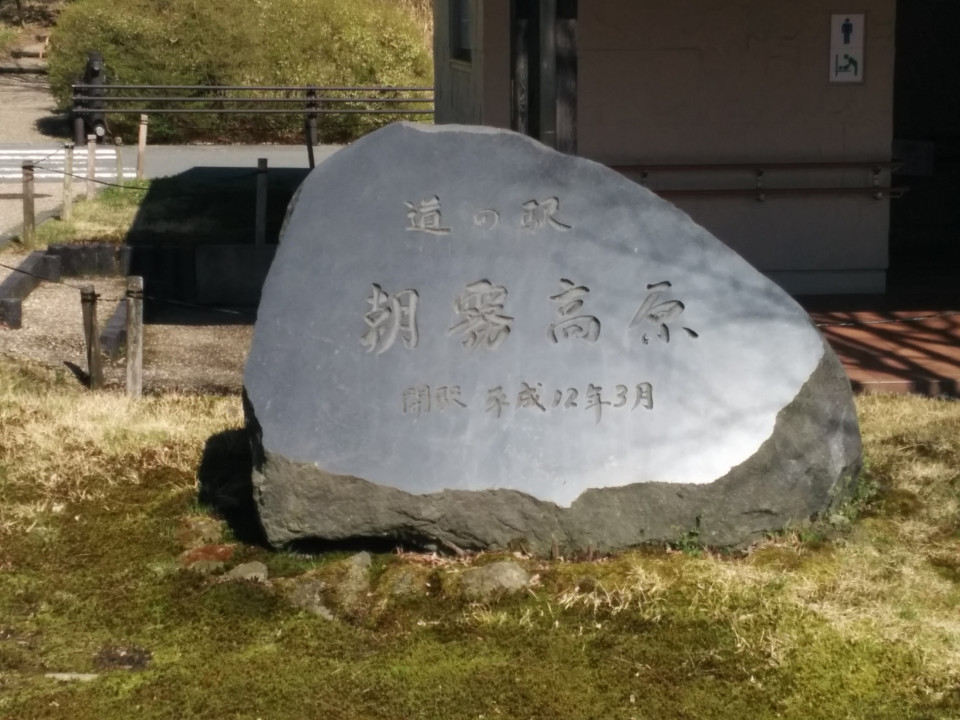 道の駅
朝霧高原
開駅 平成12年3月